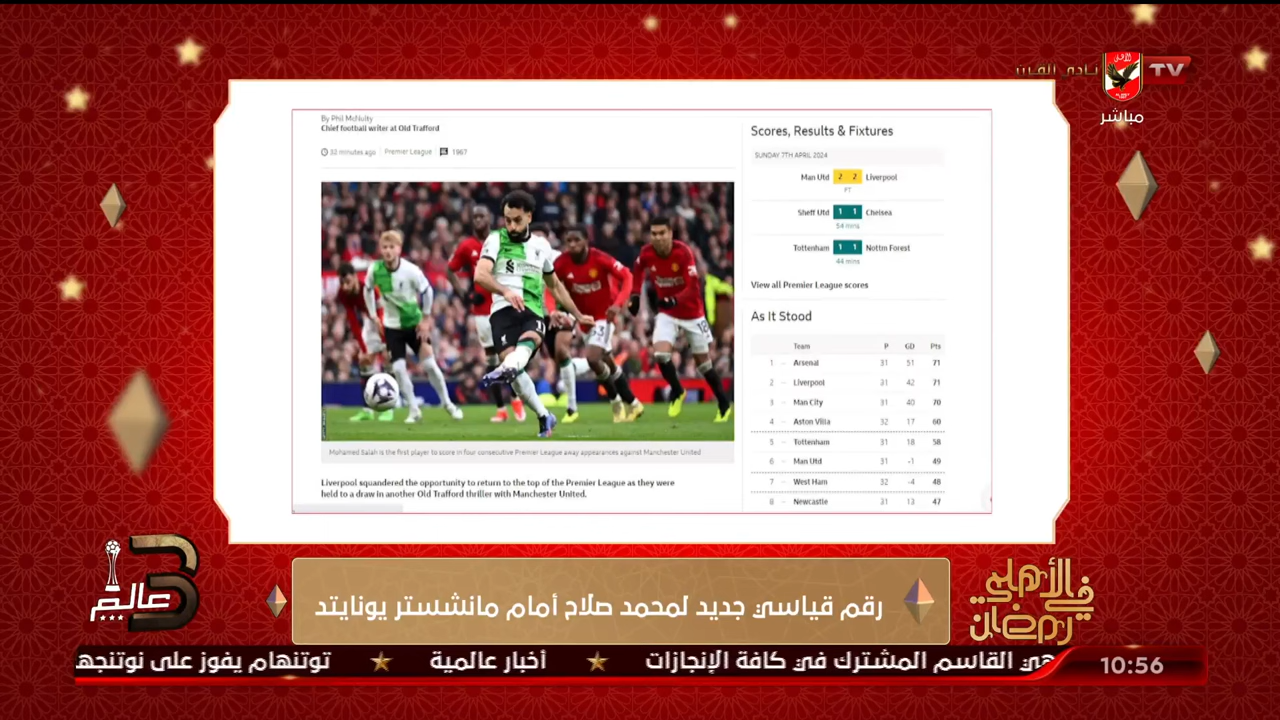 نادي القرن
TV
مباشر
By Phil McNulty
Chief football writer at Old Trafford
32 minutes ago Premier League 1967
Mohamed Salah is the first player to score in four consecutive Premier League away appearances against Manchester United
Liverpool squandered the opportunity to return to the top of the Premier League as they
were held to a draw in another Old Trafford thriller with Manchester United.
Scores, Results & Fixtures
SUNDAY 7TH APRIL 2024
Man Utd 2 2 Liverpool
FT
Sheff Utd 1 1 Chelsea
54 mins
Tottenham 1 1 Nottm Forest
44 mins
View all Premier League scores
As It Stood
Team P GD Pts
1 Arsenal 31 51 71
2 Liverpool 31 42 71
3 Man City 31 40 70
4 Aston Villa 32 17 60
5 Tottenham 31 18 58
6 Man Utd 31 -1 49
7 West Ham 32 -4 48
8 Newcastle 31 13 47
3 عالم
رقم قياسي جديد لمحمد صلاح أمام مانشستر يونايتد
الأهلي
في
رمضان
هي القاسم المشترك في كافة الإنجازات ★ أخبار عالمية ★ توتنهام يفوز على نوتنجه
10:56